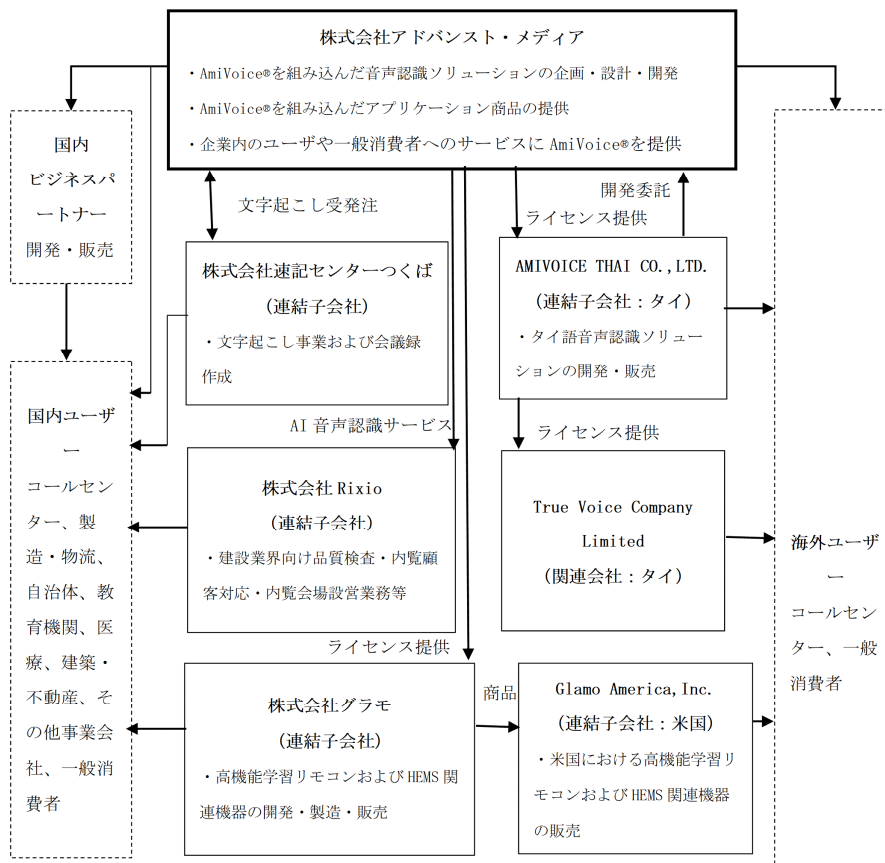 株式会社アドバンスト・メディア
・AmiVoice®を組み込んだ音声認識ソリューションの企画・設計・開発
・AmiVoice®を組み込んだアプリケーション商品の提供
・企業内のユーザや一般消費者へのサービスに AmiVoice®を提供
国内
ビジネスパ
ートナー
開発・販売
文字起こし受発注
ライセンス提供
開発委託
株式会社速記センターつくば
(連結子会社)
・文字起こし事業および会議録
作成
AMIVOICE THAI CO.,LTD.
(連結子会社：タイ)
・タイ語音声認識ソリュー
ションの開発・販売
AI 音声認識サービス
ライセンス提供
国内ユーザ
ー
コールセン
ター、製
造・物流、
自治体、教
育機関、医
療、建築・
不動産、そ
の他事業会
社、一般消
費者
株式会社 Rixio
(連結子会社)
・建設業界向け品質検査・内覧顧
客対応・内覧会場設営業務等
True Voice Company
Limited
(関連会社：タイ)
海外ユーザ
ー
コールセン
ター、一般
消費者
ライセンス提供
株式会社グラモ
(連結子会社)
・高機能学習リモコンおよび HEMS 関
連機器の開発・製造・販売
商品
Glamo America,Inc.
(連結子会社：米国)
・米国における高機能学習リ
モコンおよび HEMS 関連機器
の販売